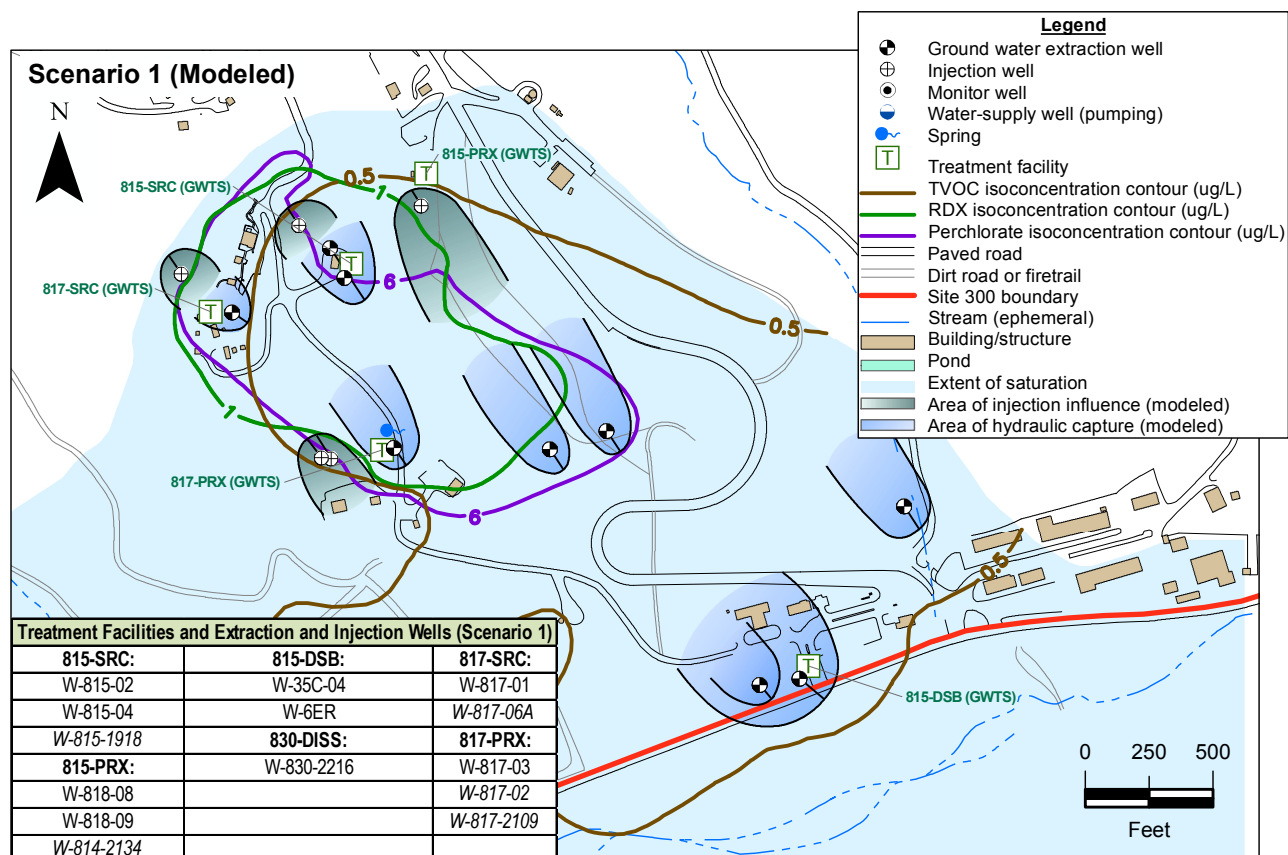 Scenario 1 (Modeled)
N
815-SRC (GWTS)
815-PRX (GWTS)
817-SRC (GWTS)
817-PRX (GWTS)
815-DSB (GWTS)
0.5
1
6
0.5
1
6
0.5
Legend
Ground water extraction well
Injection well
Monitor well
Water-supply well (pumping)
Spring
T Treatment facility
TVOC isoconcentration contour (ug/L)
RDX isoconcentration contour (ug/L)
Perchlorate isoconcentration contour (ug/L)
Paved road
Dirt road or firetrail
Site 300 boundary
Stream (ephemeral)
Building/structure
Pond
Extent of saturation
Area of injection influence (modeled)
Area of hydraulic capture (modeled)
T
T
T
T
T
Treatment Facilities and Extraction and Injection Wells (Scenario 1)
815-SRC: 815-DSB: 817-SRC:
W-815-02 W-35C-04 W-817-01
W-815-04 W-6ER W-817-06A
W-815-1918 830-DISS: 817-PRX:
815-PRX: W-830-2216 W-817-03
W-818-08 W-817-02
W-818-09 W-817-2109
W-814-2134
0 250 500
Feet